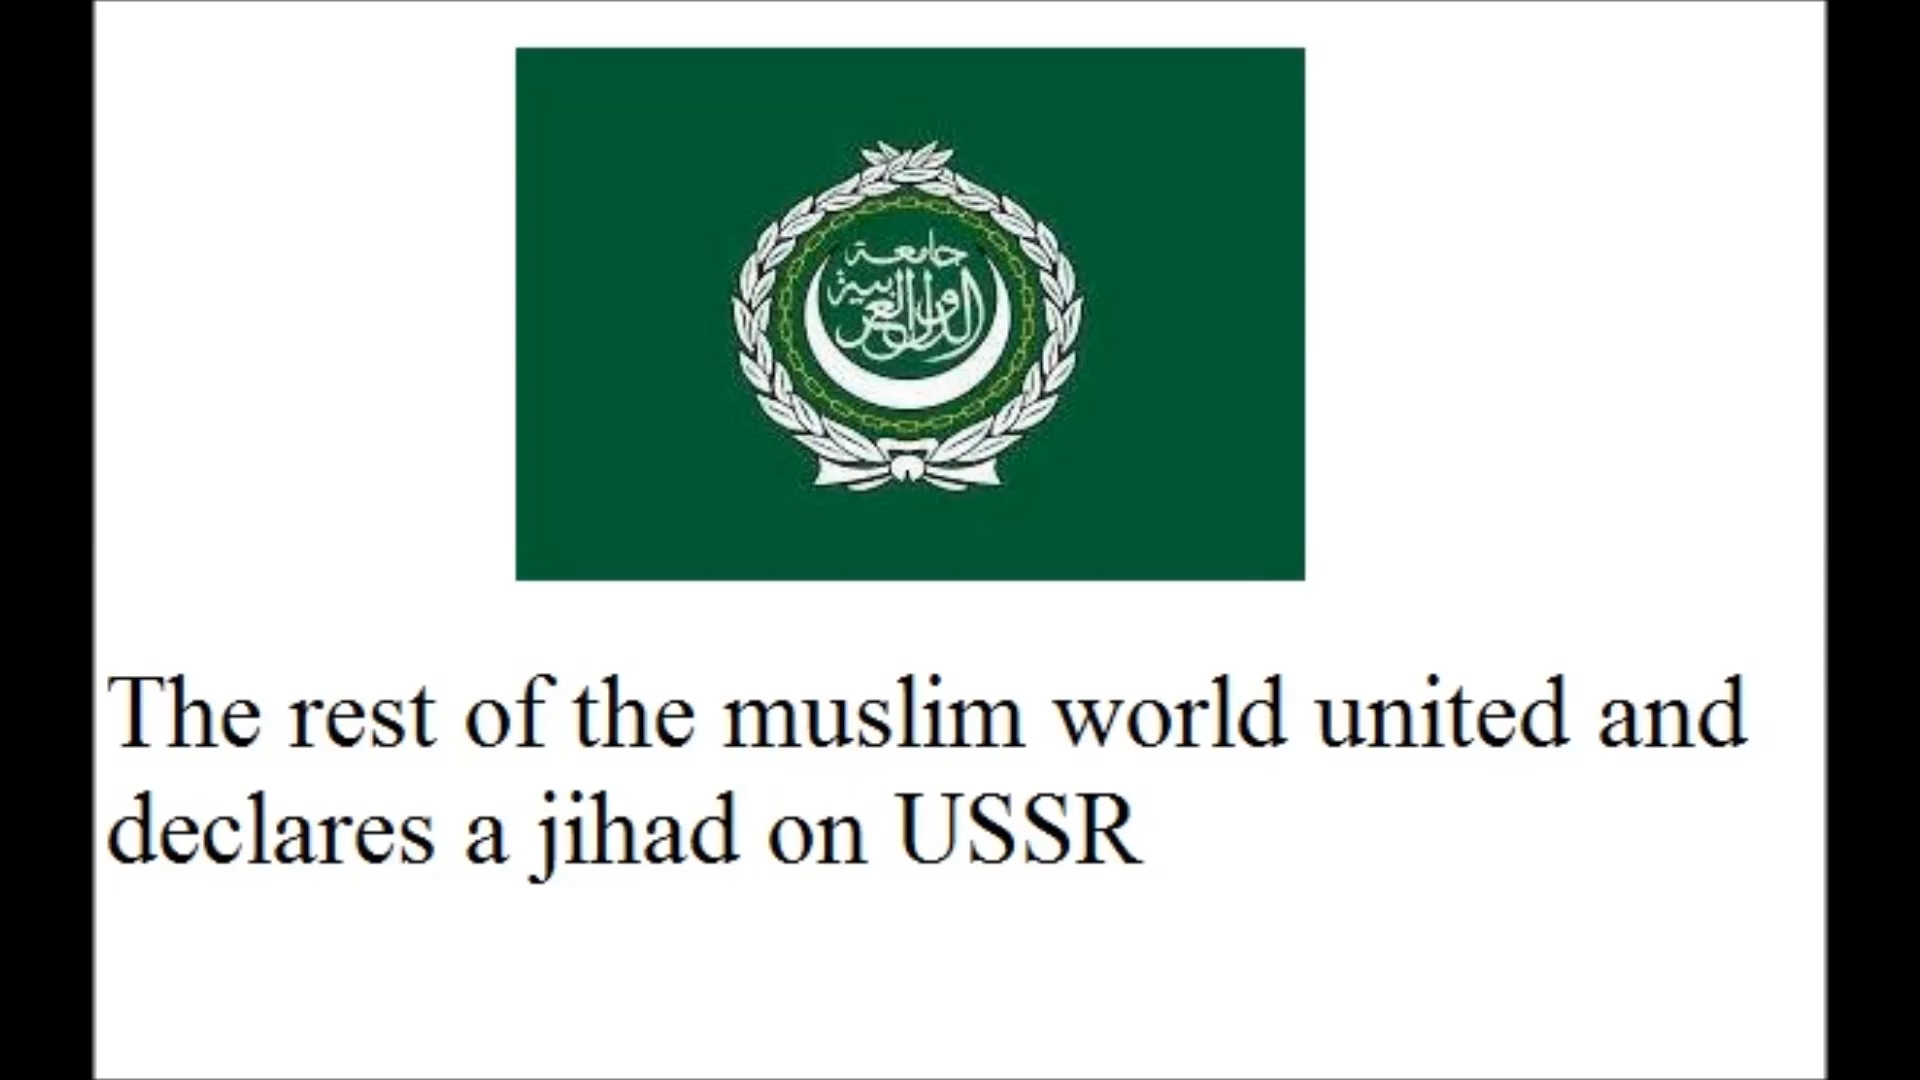 جامعة
الدول العربية
The rest of the muslim world united and
declares a jihad on USSR